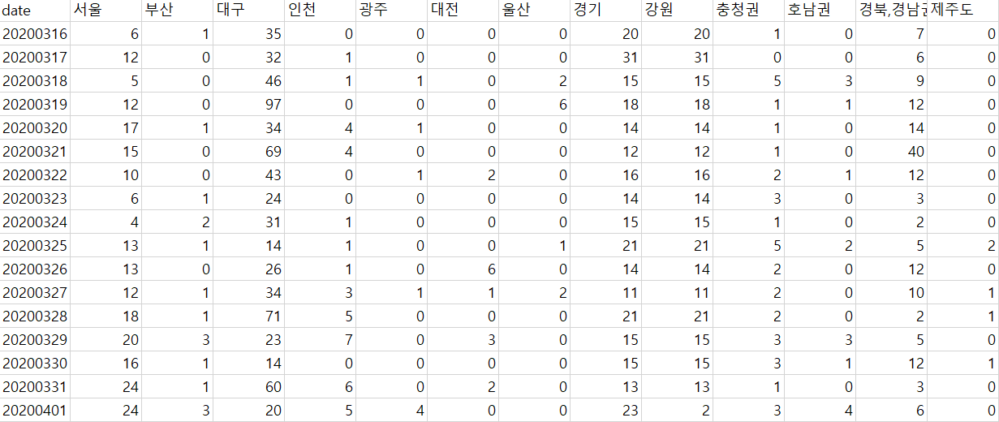 date 서울 부산 대구 인천 광주 대전 울산 경기 강원 충청권 호남권 경북,경남권 제주도
20200316 6 1 35 0 0 0 0 20 20 1 0 7 0
20200317 12 0 32 1 0 0 0 31 31 0 0 6 0
20200318 5 0 46 1 1 0 2 15 15 5 3 9 0
20200319 12 0 97 0 0 0 6 18 18 1 1 12 0
20200320 17 1 34 4 1 0 0 14 14 1 0 14 0
20200321 15 0 69 4 0 0 0 12 12 1 0 40 0
20200322 10 0 43 0 1 2 0 16 16 2 1 12 0
20200323 6 1 24 0 0 0 0 14 14 3 0 3 0
20200324 4 2 31 1 0 0 0 15 15 1 0 2 0
20200325 13 1 14 1 0 0 1 21 21 5 2 5 2
20200326 13 0 26 1 0 6 0 14 14 2 0 12 0
20200327 12 1 34 3 1 1 2 11 11 2 0 10 1
20200328 18 1 71 5 0 0 0 21 21 2 0 2 1
20200329 20 3 23 7 0 3 0 15 15 3 3 5 0
20200330 16 1 14 0 0 0 0 15 15 3 1 12 1
20200331 24 1 60 6 0 2 0 13 13 1 0 3 0
20200401 24 3 20 5 4 0 0 23 2 3 4 6 0